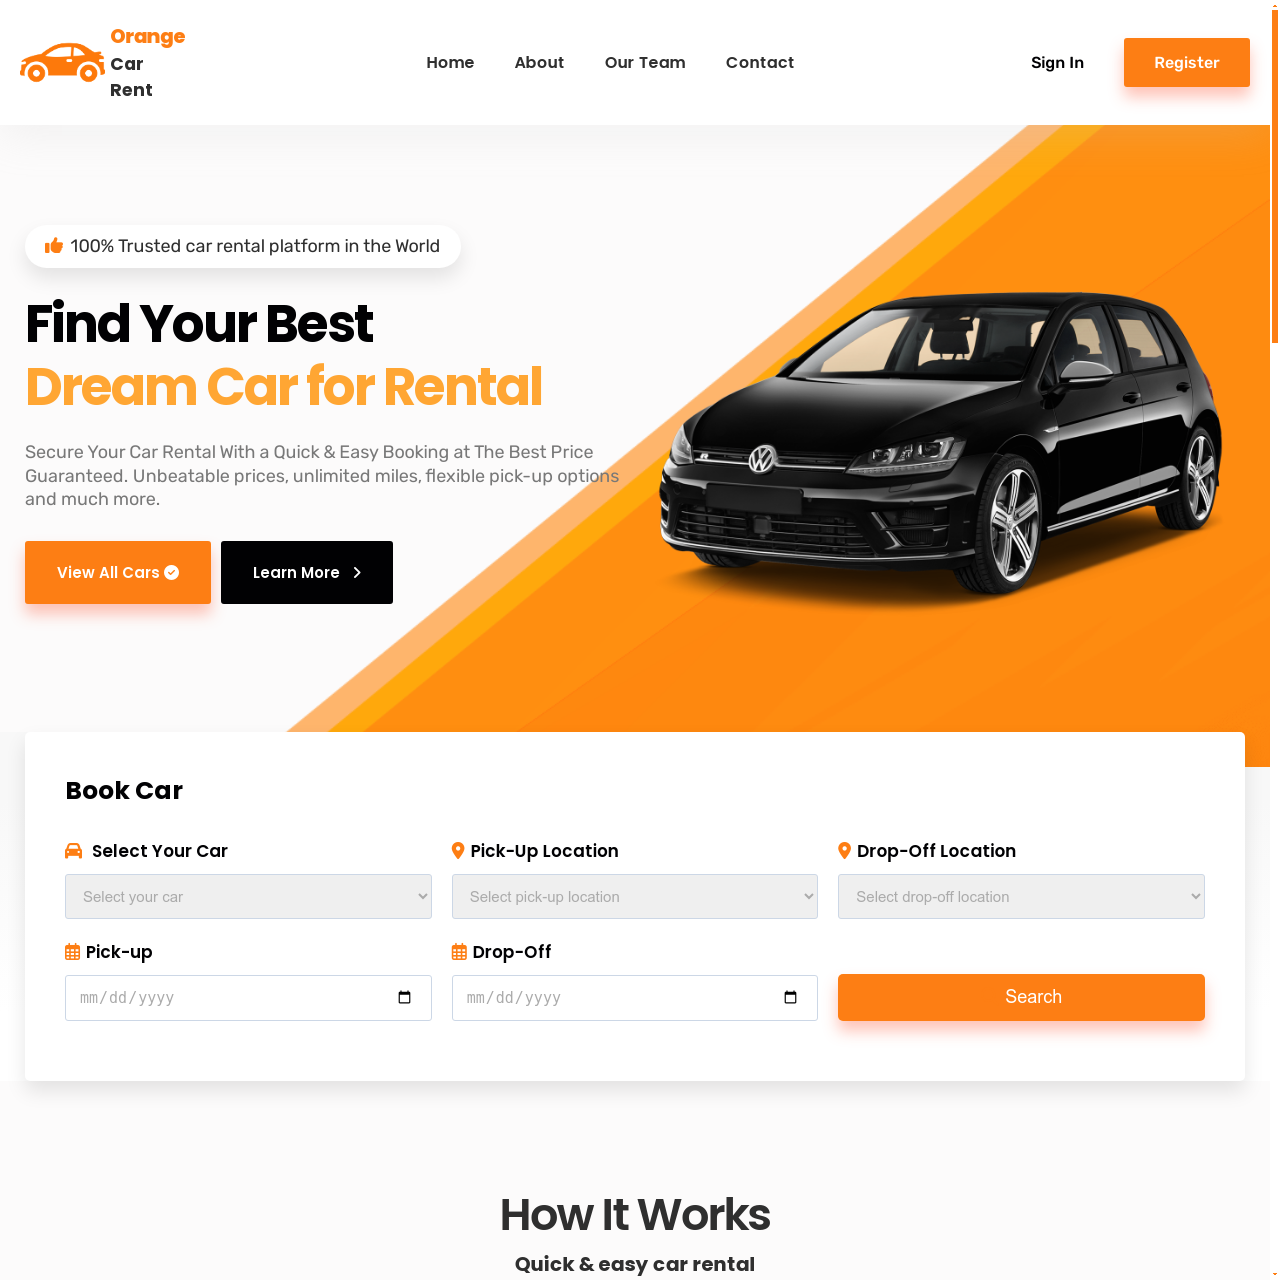 Orange
Car
Rent
Home
About
Our Team
Contact
Sign In
Register
100% Trusted car rental platform in the World
Find Your Best
Dream Car for Rental
Secure Your Car Rental With a Quick & Easy Booking at The Best Price
Guaranteed. Unbeatable prices, unlimited miles, flexible pick-up options
and much more.
View All Cars
Learn More
Book Car
Select Your Car
Pick-Up Location
Drop-Off Location
Select your car
Select pick-up location
Select drop-off location
Pick-up
Drop-Off
mm/dd/yyyy
mm/dd/yyyy
Search
How It Works
Quick & easy car rental